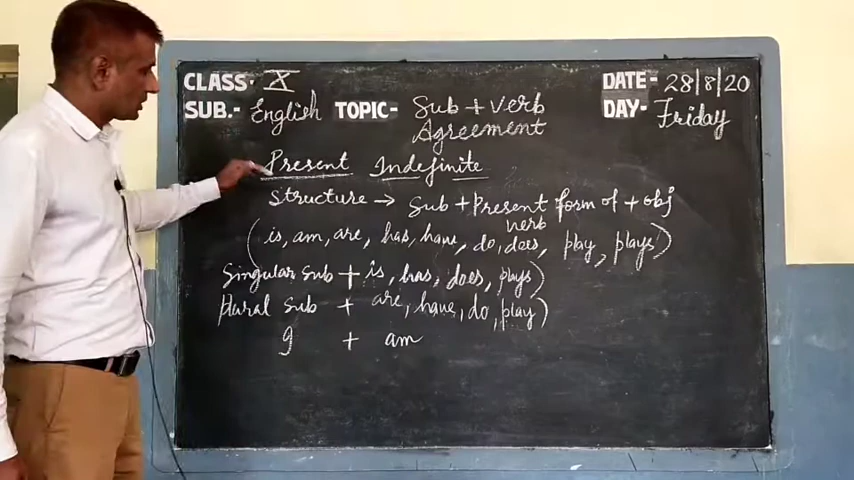 CLASS:- X DATE:- 28/8/20
SUB.- English TOPIC- Sub + verb Agreement DAY:- Friday
Present Indefinite
Structure → Sub + Present form of verb + obj
(is, am, are, has, have, do, does, play, plays)
Singular Sub + is, has, does, plays)
Plural Sub + are, have, do, play)
I + am